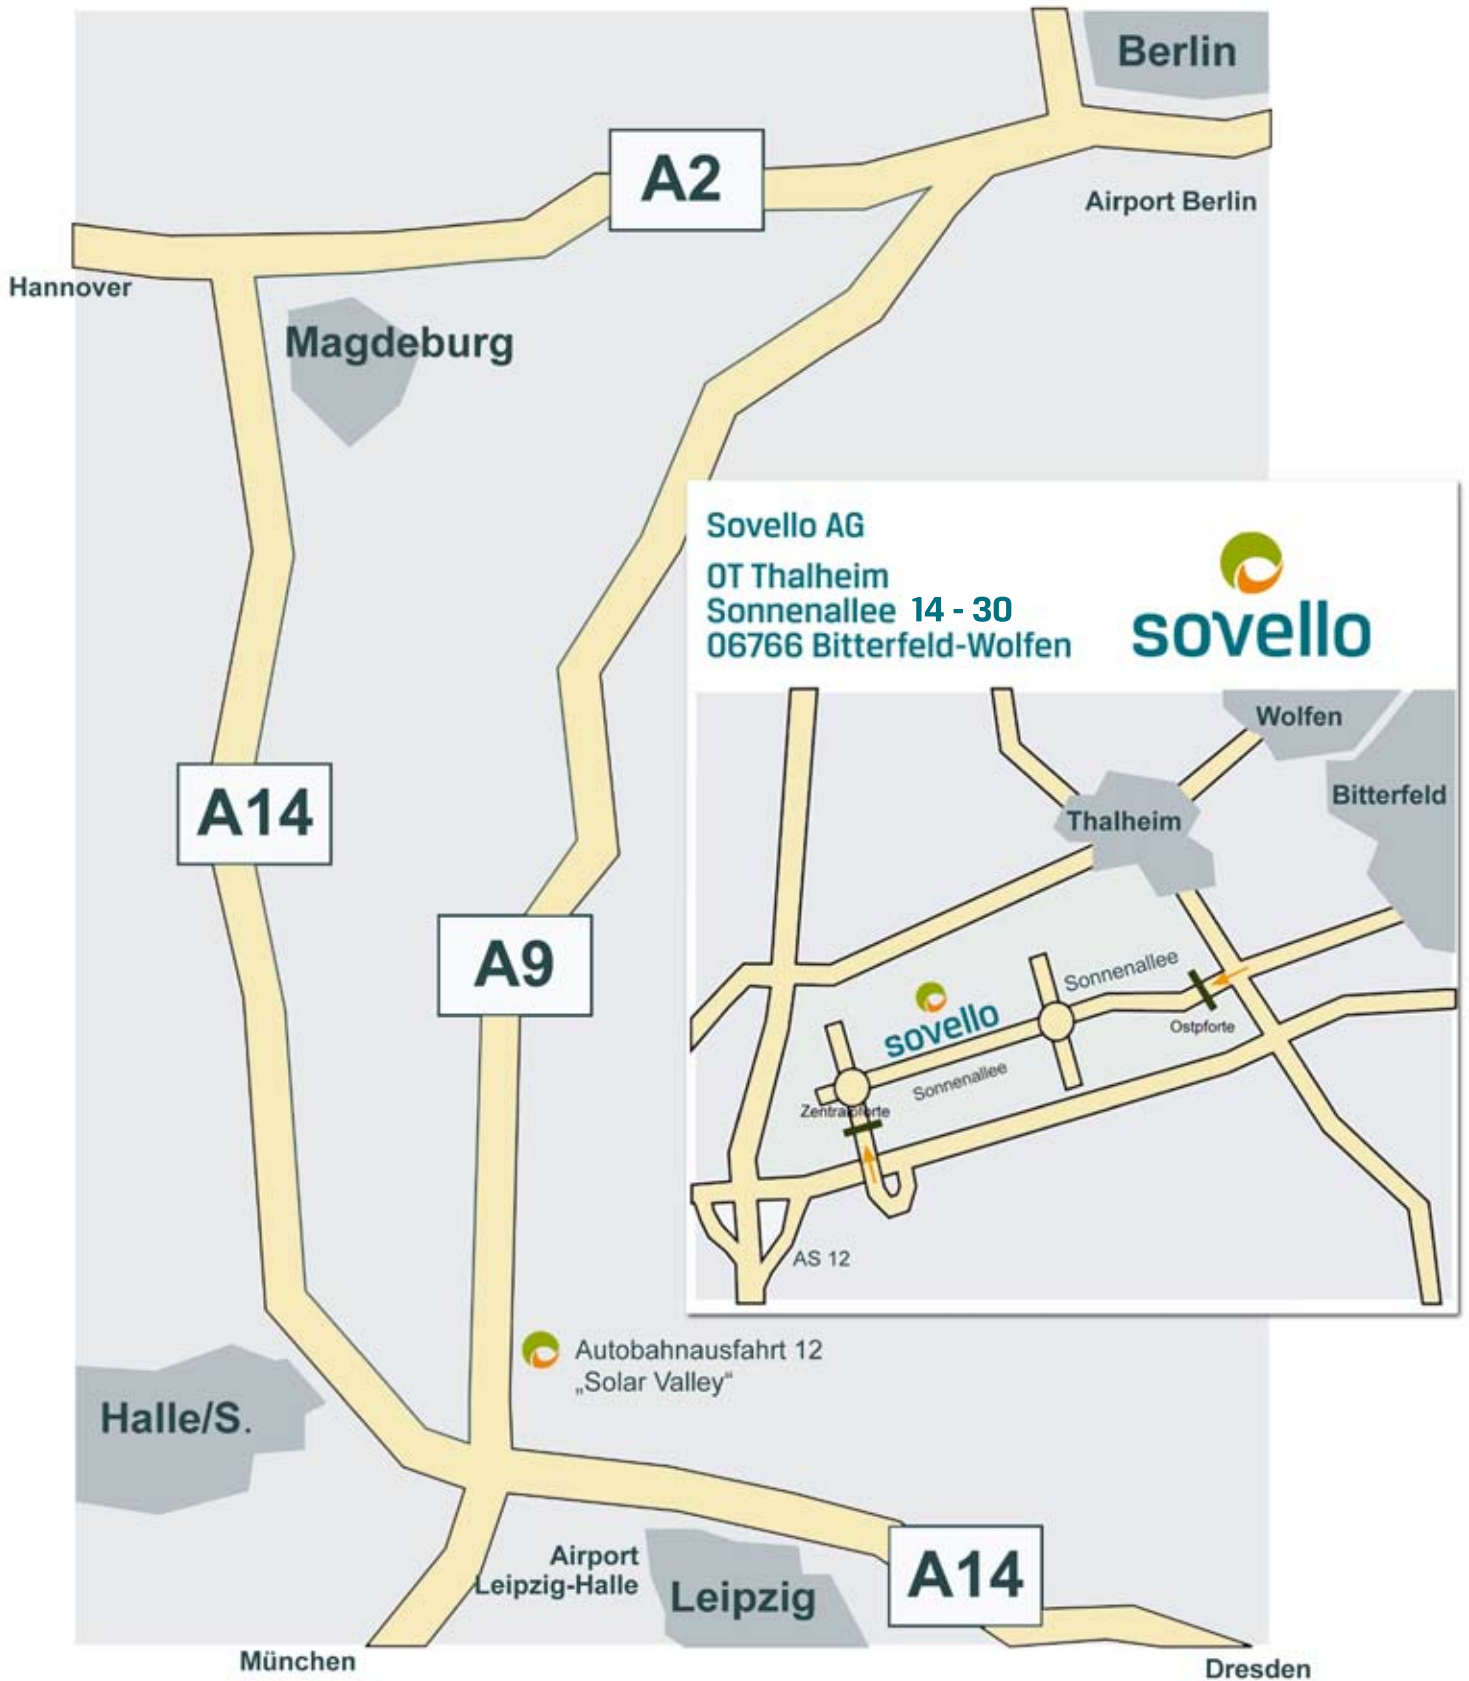 Berlin
A2
Airport Berlin
Hannover
Magdeburg
Sovello AG
OT Thalheim
Sonnenallee 14 - 30
06766 Bitterfeld-Wolfen
sovello
Wolfen
Bitterfeld
Thalheim
A14
A9
Sonnenallee
sovello
Ostpforte
Sonnenallee
Zentralpforte
AS 12
Autobahnausfahrt 12
„Solar Valley“
Halle/S.
Airport
Leipzig-Halle
Leipzig
A14
München
Dresden